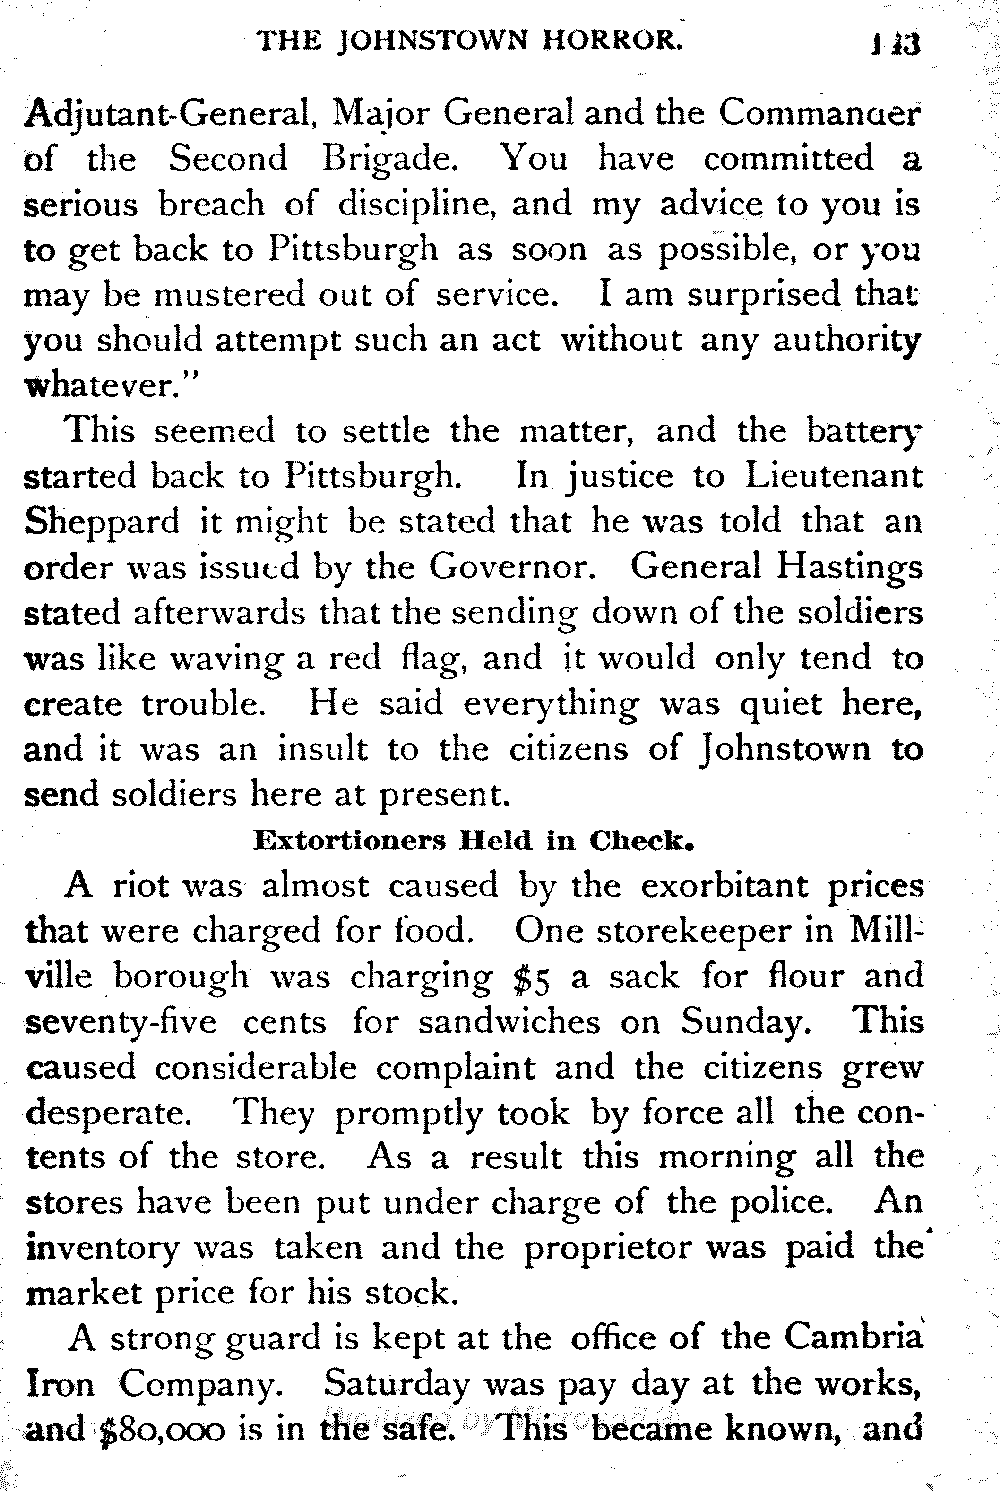 THE JOHNSTOWN HORROR.
Adjutant-General, Major General and the Commander
of the Second Brigade. You have committed a
serious breach of discipline, and my advice to you is
to get back to Pittsburgh as soon as possible, or you
may be mustered out of service. I am surprised that
you should attempt such an act without any authority
whatever."
This seemed to settle the matter, and the battery
started back to Pittsburgh. In justice to Lieutenant
Sheppard it might be stated that he was told that an
order was issued by the Governor. General Hastings
stated afterwards that the sending down of the soldiers
was like waving a red flag, and it would only tend to
create trouble. He said everything was quiet here,
and it was an insult to the citizens of Johnstown to
send soldiers here at present.
Extortioners Held in Check.
A riot was almost caused by the exorbitant prices
that were charged for food. One storekeeper in Mill-
ville borough was charging $5 a sack for flour and
seventy-five cents for sandwiches on Sunday. This
caused considerable complaint and the citizens grew
desperate. They promptly took by force all the con-
tents of the store. As a result this morning all the
stores have been put under charge of the police. An
inventory was taken and the proprietor was paid the
market price for his stock.
A strong guard is kept at the office of the Cambria
Iron Company. Saturday was pay day at the works,
and $80,000 is in the safe. This became known, and